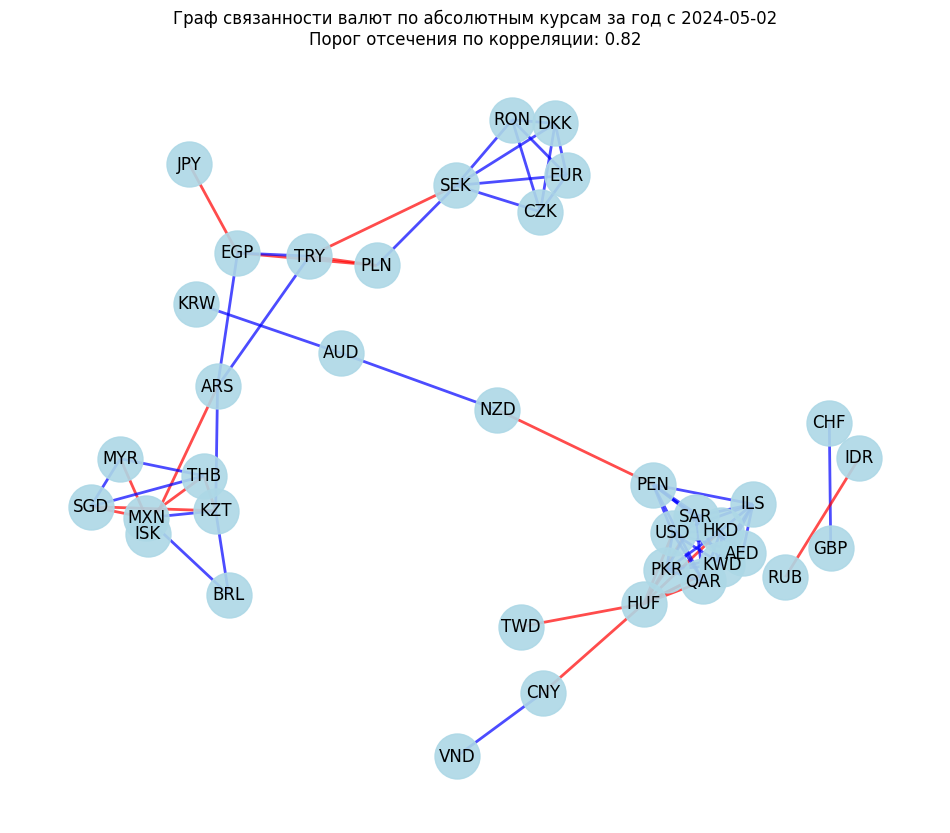 Граф связанности валют по абсолютным курсам за год с 2024-05-02
Порог отсечения по корреляции: 0.82
RON
DKK
JPY
EUR
SEK
CZK
EGP
TRY
PLN
KRW
AUD
ARS
NZD
CHF
MYR
IDR
THB
PEN
SGD
ILS
KZT
MXN
SAR
HKD
USD
ISK
GBP
AED
KWD
PKR
RUB
QAR
BRL
HUF
TWD
CNY
VND